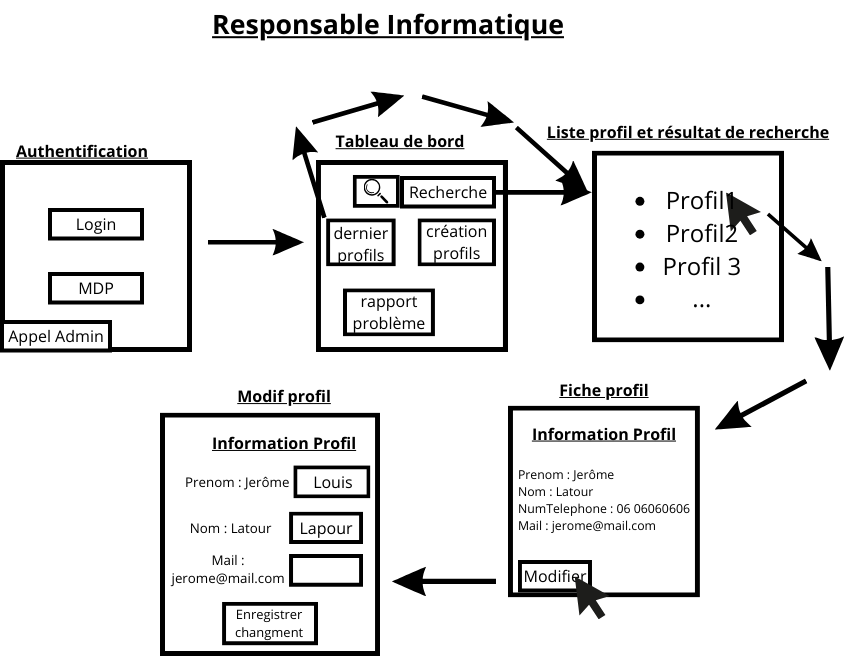 Responsable Informatique
Authentification
Login
MDP
Appel Admin
Tableau de bord
Recherche
dernier
profils
création
profils
rapport
problème
Liste profil et résultat de recherche
Profil1
Profil2
Profil 3
...
Fiche profil
Information Profil
Prenom : Jerôme
Nom : Latour
NumTelephone : 06 06060606
Mail : jerome@mail.com
Modifier
Modif profil
Information Profil
Prenom : Jerôme
Louis
Nom : Latour
Lapour
Mail :
jerome@mail.com
Enregistrer
changment